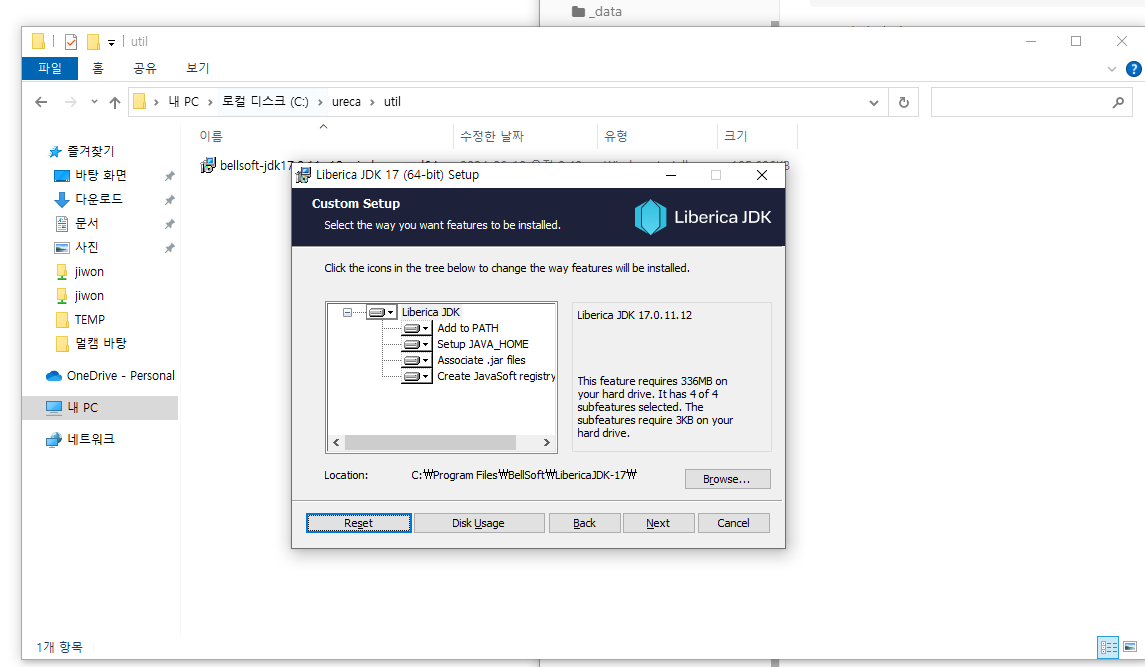 _data
util
파일 홈 공유 보기
내 PC 로컬 디스크 (C:) ureca util
이름 수정한 날짜 유형 크기
즐겨찾기
바탕 화면
다운로드
문서
사진
jiwon
jiwon
TEMP
멀캠 바탕
OneDrive - Personal
내 PC
네트워크
bellsoft-jdk17
Liberica JDK 17 (64-bit) Setup
Custom Setup
Select the way you want features to be installed.
Liberica JDK
Click the icons in the tree below to change the way features will be installed.
Liberica JDK
Add to PATH
Setup JAVA_HOME
Associate .jar files
Create JavaSoft registry
Liberica JDK 17.0.11.12
This feature requires 336MB on
your hard drive. It has 4 of 4
subfeatures selected. The
subfeatures require 3KB on your
hard drive.
Location: C:₩Program Files₩BellSoft₩LibericaJDK-17₩
Browse...
Reset Disk Usage Back Next Cancel
1개 항목